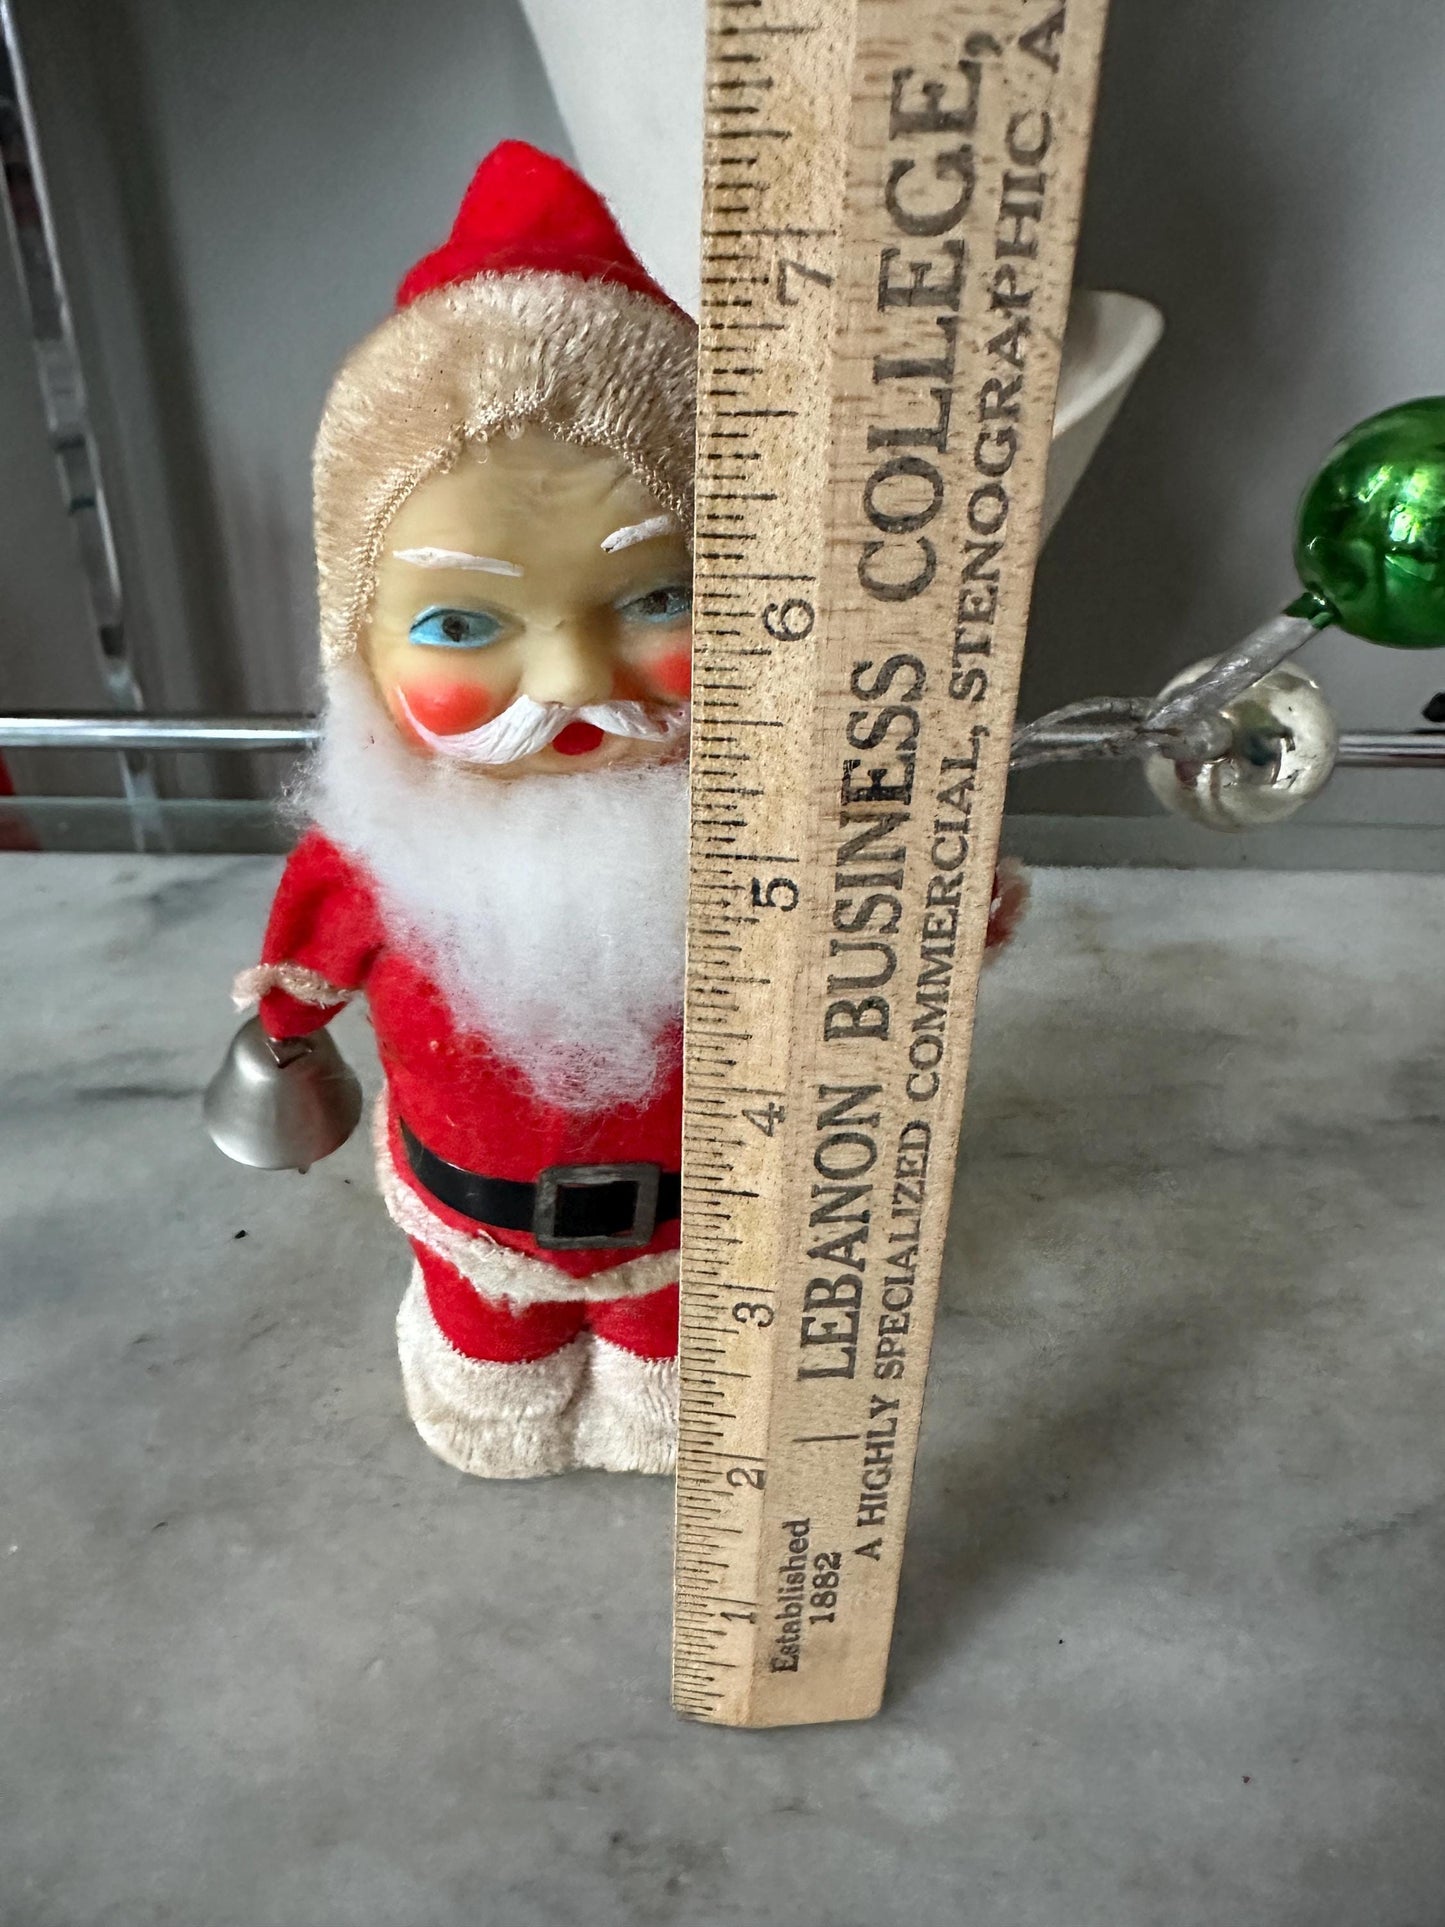 Established
1882
LEBANON BUSINESS COLLEGE,
A HIGHLY SPECIALIZED COMMERCIAL, STENOGRAPHIC A
1 2 3 4 5 6 7